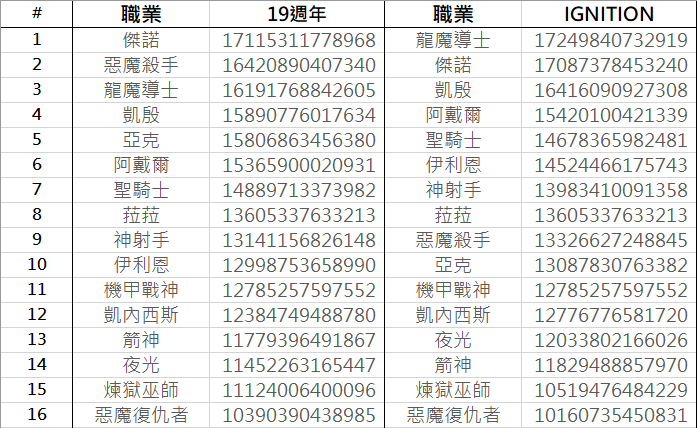 # 職業 19週年 職業 IGNITION
1 傑諾 17115311778968 龍魔導士 17249840732919
2 惡魔殺手 16420890407340 傑諾 17087378453240
3 龍魔導士 16191768842605 凱殷 16416090927308
4 凱殷 15890776017634 阿戴爾 15420100421339
5 亞克 15806863456380 聖騎士 14678365982481
6 阿戴爾 15365900020931 伊利恩 14524466175743
7 聖騎士 14889713373982 神射手 13983410091358
8 菈菈 13605337633213 菈菈 13605337633213
9 神射手 13141156826148 惡魔殺手 13326627248845
10 伊利恩 12998753658990 亞克 13087830763382
11 機甲戰神 12785257597552 機甲戰神 12785257597552
12 凱內西斯 12384749488780 凱內西斯 12776776581720
13 箭神 11779396491867 夜光 12033802166026
14 夜光 11452263165447 箭神 11829488857970
15 煉獄巫師 11124006400096 煉獄巫師 10519476484229
16 惡魔復仇者 10390390438985 惡魔復仇者 10160735450831